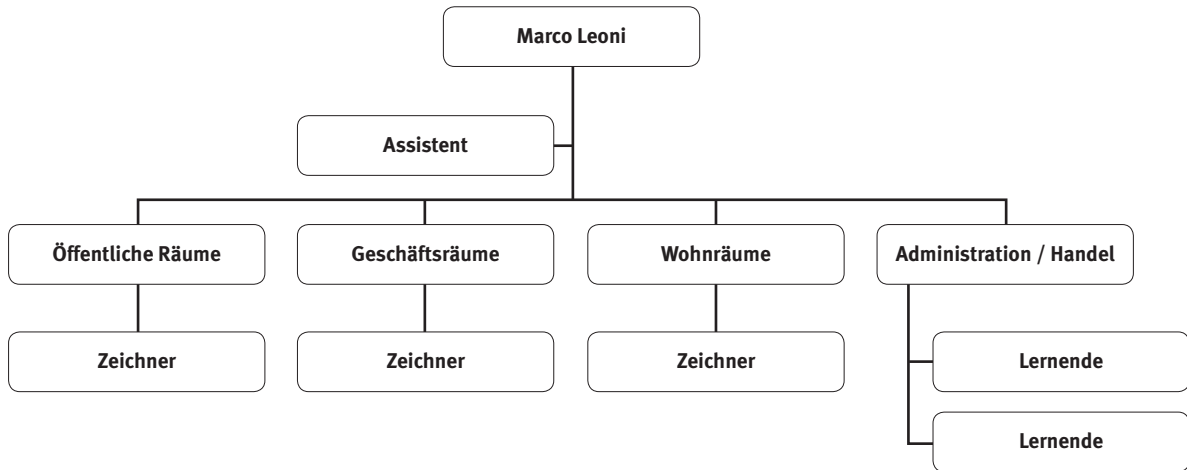 Marco Leoni
Assistent
Öffentliche Räume
Geschäftsräume
Wohnräume
Administration / Handel
Zeichner
Zeichner
Zeichner
Lernende
Lernende